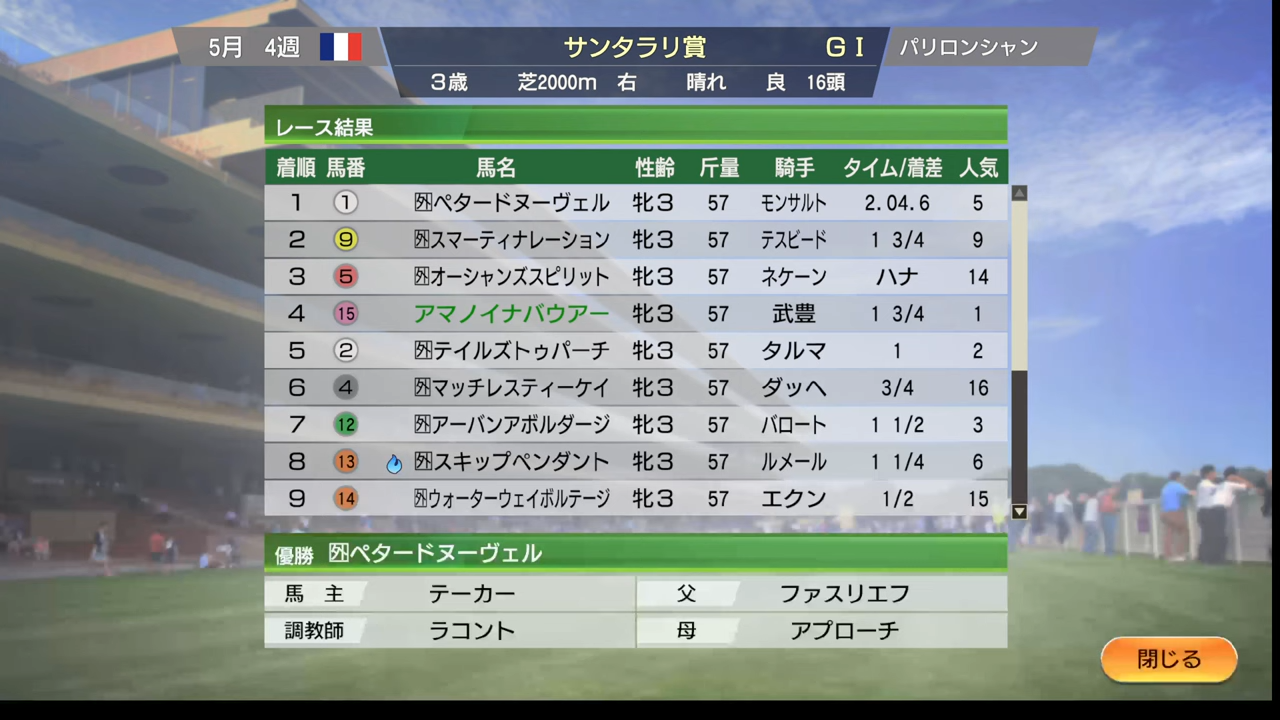 5月 4週 サンタラリ賞 GⅠ パリロンシャン
3歳 芝2000m 右 晴れ 良 16頭
レース結果
着順 馬番 馬名 性齢 斤量 騎手 タイム/着差 人気
1 1 外ペタードヌーヴェル 牝3 57 モンサルト 2.04.6 5
2 9 外スマーティナレーション 牝3 57 テスビード 1 3/4 9
3 5 外オーシャンズスピリット 牝3 57 ネケーン ハナ 14
4 15 アマノイナバウアー 牝3 57 武豊 1 3/4 1
5 2 外テイルズトゥパーチ 牝3 57 タルマ 1 2
6 4 外マッチレスティーケイ 牝3 57 ダッヘ 3/4 16
7 12 外アーバンアボルダージ 牝3 57 バロート 1 1/2 3
8 13 外スキップペンダント 牝3 57 ルメール 1 1/4 6
9 14 外ウォーターウェイボルテージ 牝3 57 エクン 1/2 15
優勝 外ペタードヌーヴェル
馬主 テーカー 父 ファスリエフ
調教師 ラコント 母 アプローチ
閉じる